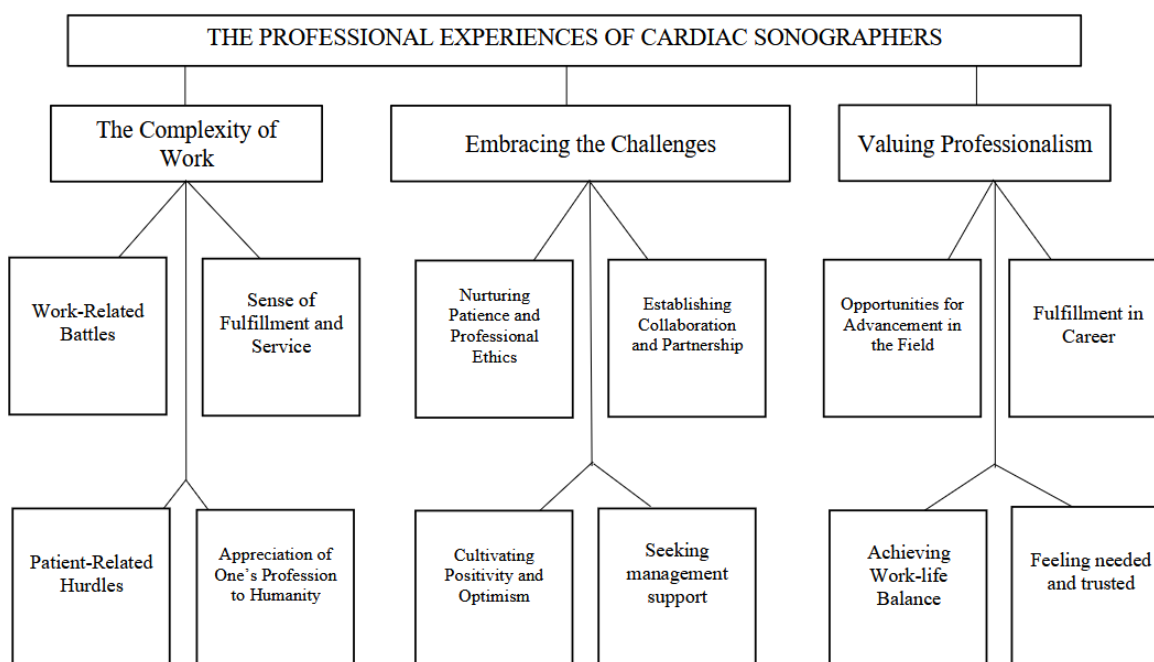 THE PROFESSIONAL EXPERIENCES OF CARDIAC SONOGRAPHERS
The Complexity of
Work
Embracing the Challenges
Valuing Professionalism
Work-Related
Battles
Sense of
Fulfillment and
Service
Nurturing
Patience and
Professional
Ethics
Establishing
Collaboration
and Partnership
Opportunities for
Advancement in
the Field
Fulfillment in
Career
Patient-Related
Hurdles
Appreciation of
One’s Profession
to Humanity
Cultivating
Positivity and
Optimism
Seeking
management
support
Achieving
Work-life
Balance
Feeling needed
and trusted